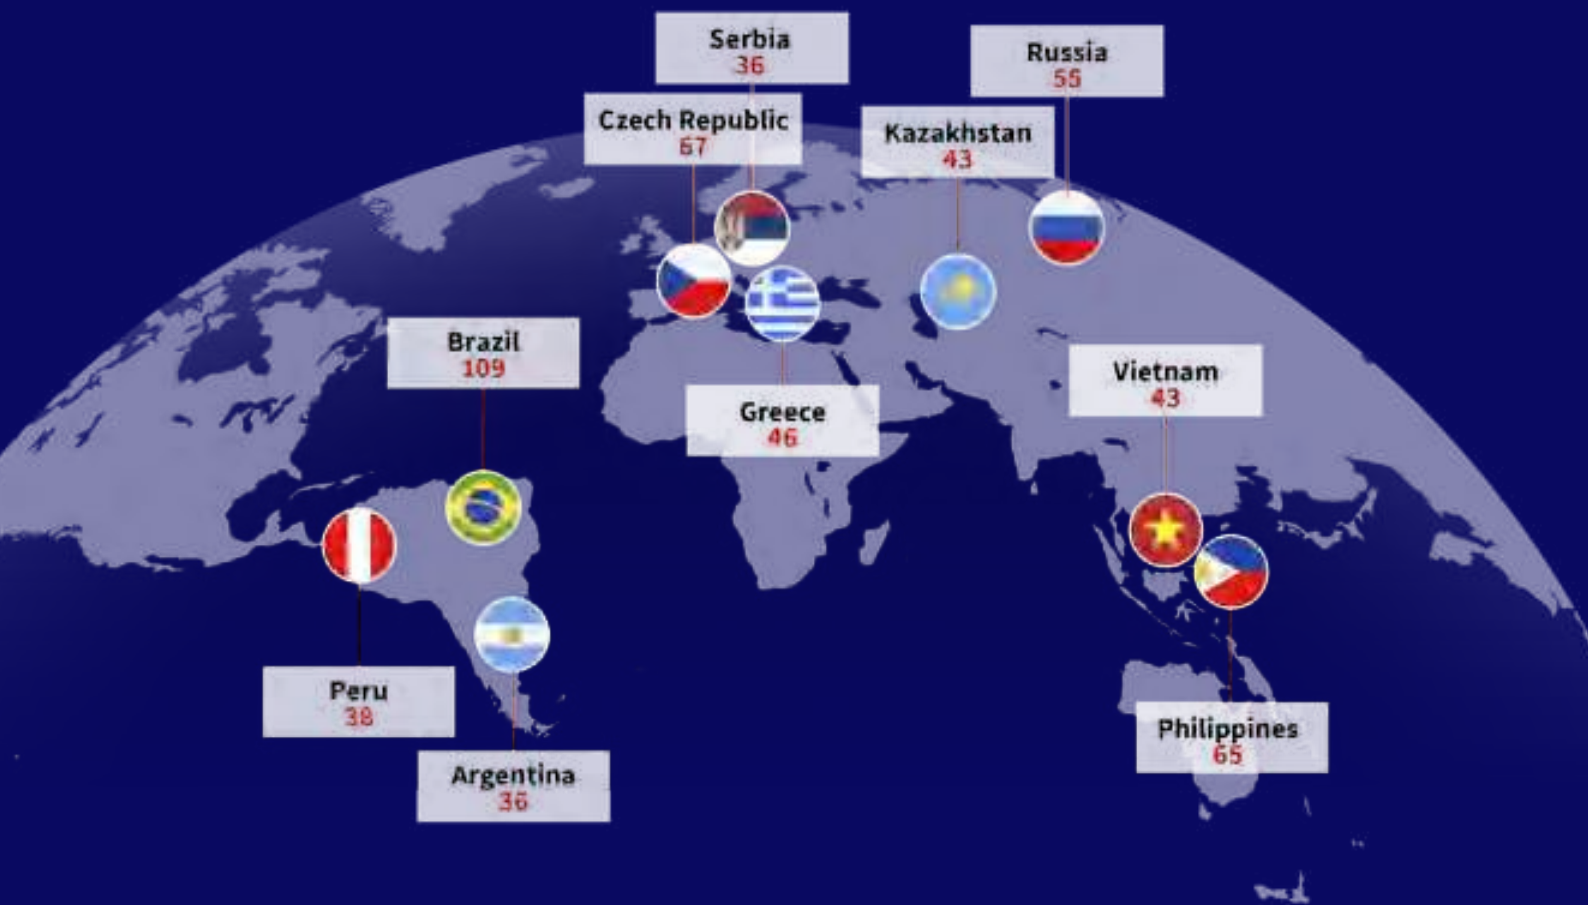 Serbia
36
Russia
55
Czech Republic
67
Kazakhstan
43
Brazil
109
Vietnam
43
Greece
46
Peru
38
Philippines
65
Argentina
36